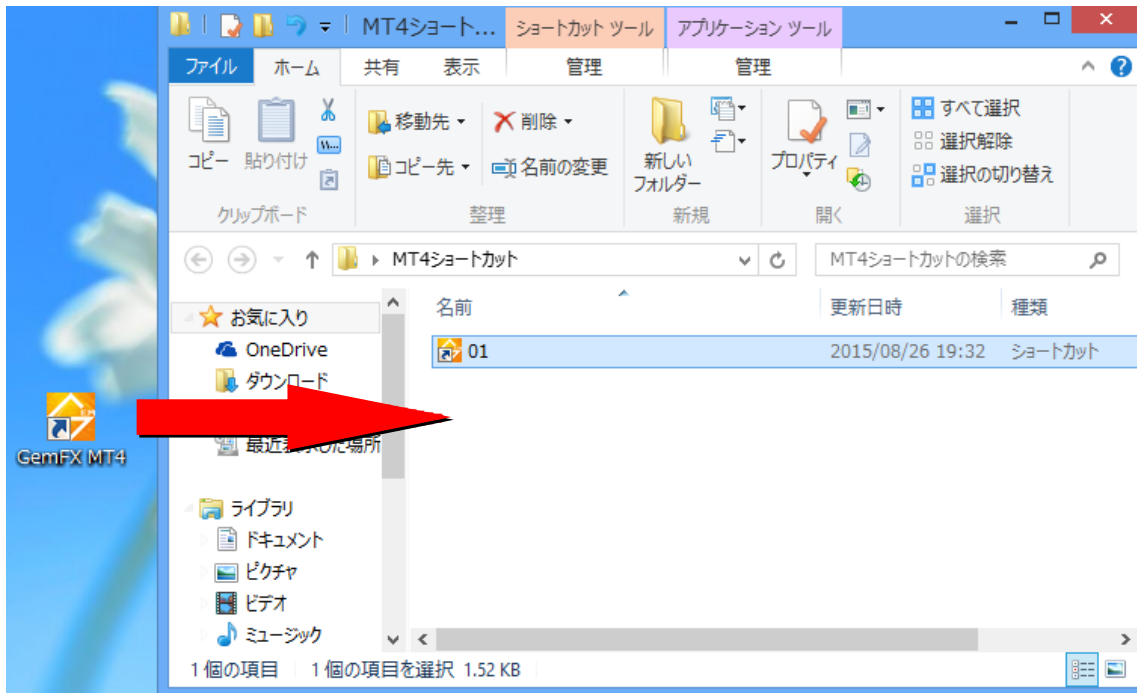 MT4ショート... ショートカット ツール アプリケーション ツール
ファイル ホーム 共有 表示 管理 管理
コピー 貼り付け 移動先 コピー先 削除 名前の変更 新しい フォルダー プロパティ すべて選択 選択解除 選択の切り替え
クリップボード 整理 新規 開く 選択
MT4ショートカット MT4ショートカットの検索
お気に入り
OneDrive
ダウンロード
最近表示した場所
ライブラリ
ドキュメント
ピクチャ
ビデオ
ミュージック
名前 更新日時 種類
01 2015/08/26 19:32 ショートカット
GemFX MT4
1 個の項目 1 個の項目を選択 1.52 KB